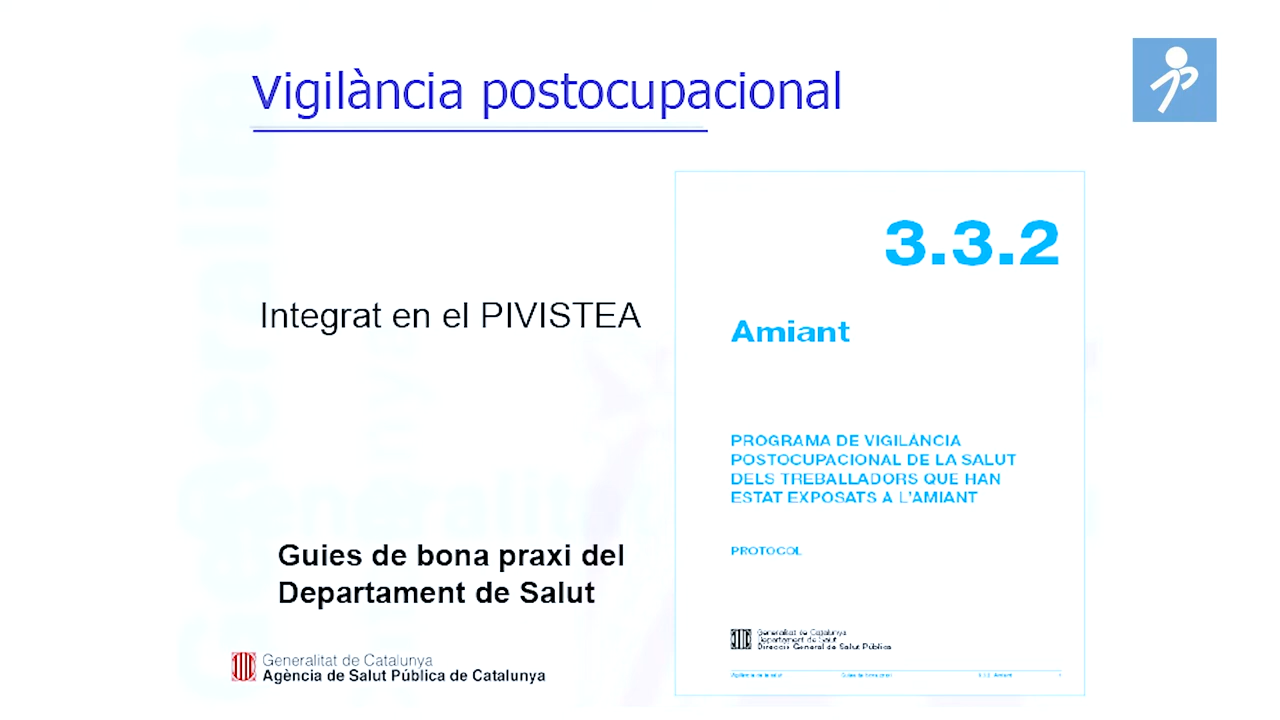 Vigilància postocupacional
Integrat en el PIVISTEA
Guies de bona praxi del
Departament de Salut
Generalitat de Catalunya
Agència de Salut Pública de Catalunya
3.3.2
Amiant
PROGRAMA DE VIGILÀNCIA
POSTOCUPACIONAL DE LA SALUT
DELS TREBALLADORS QUE HAN
ESTAT EXPOSATS A L'AMIANT
PROTOCOL
Generalitat de Catalunya
Departament de Salut
Direcció General de Salut Pública